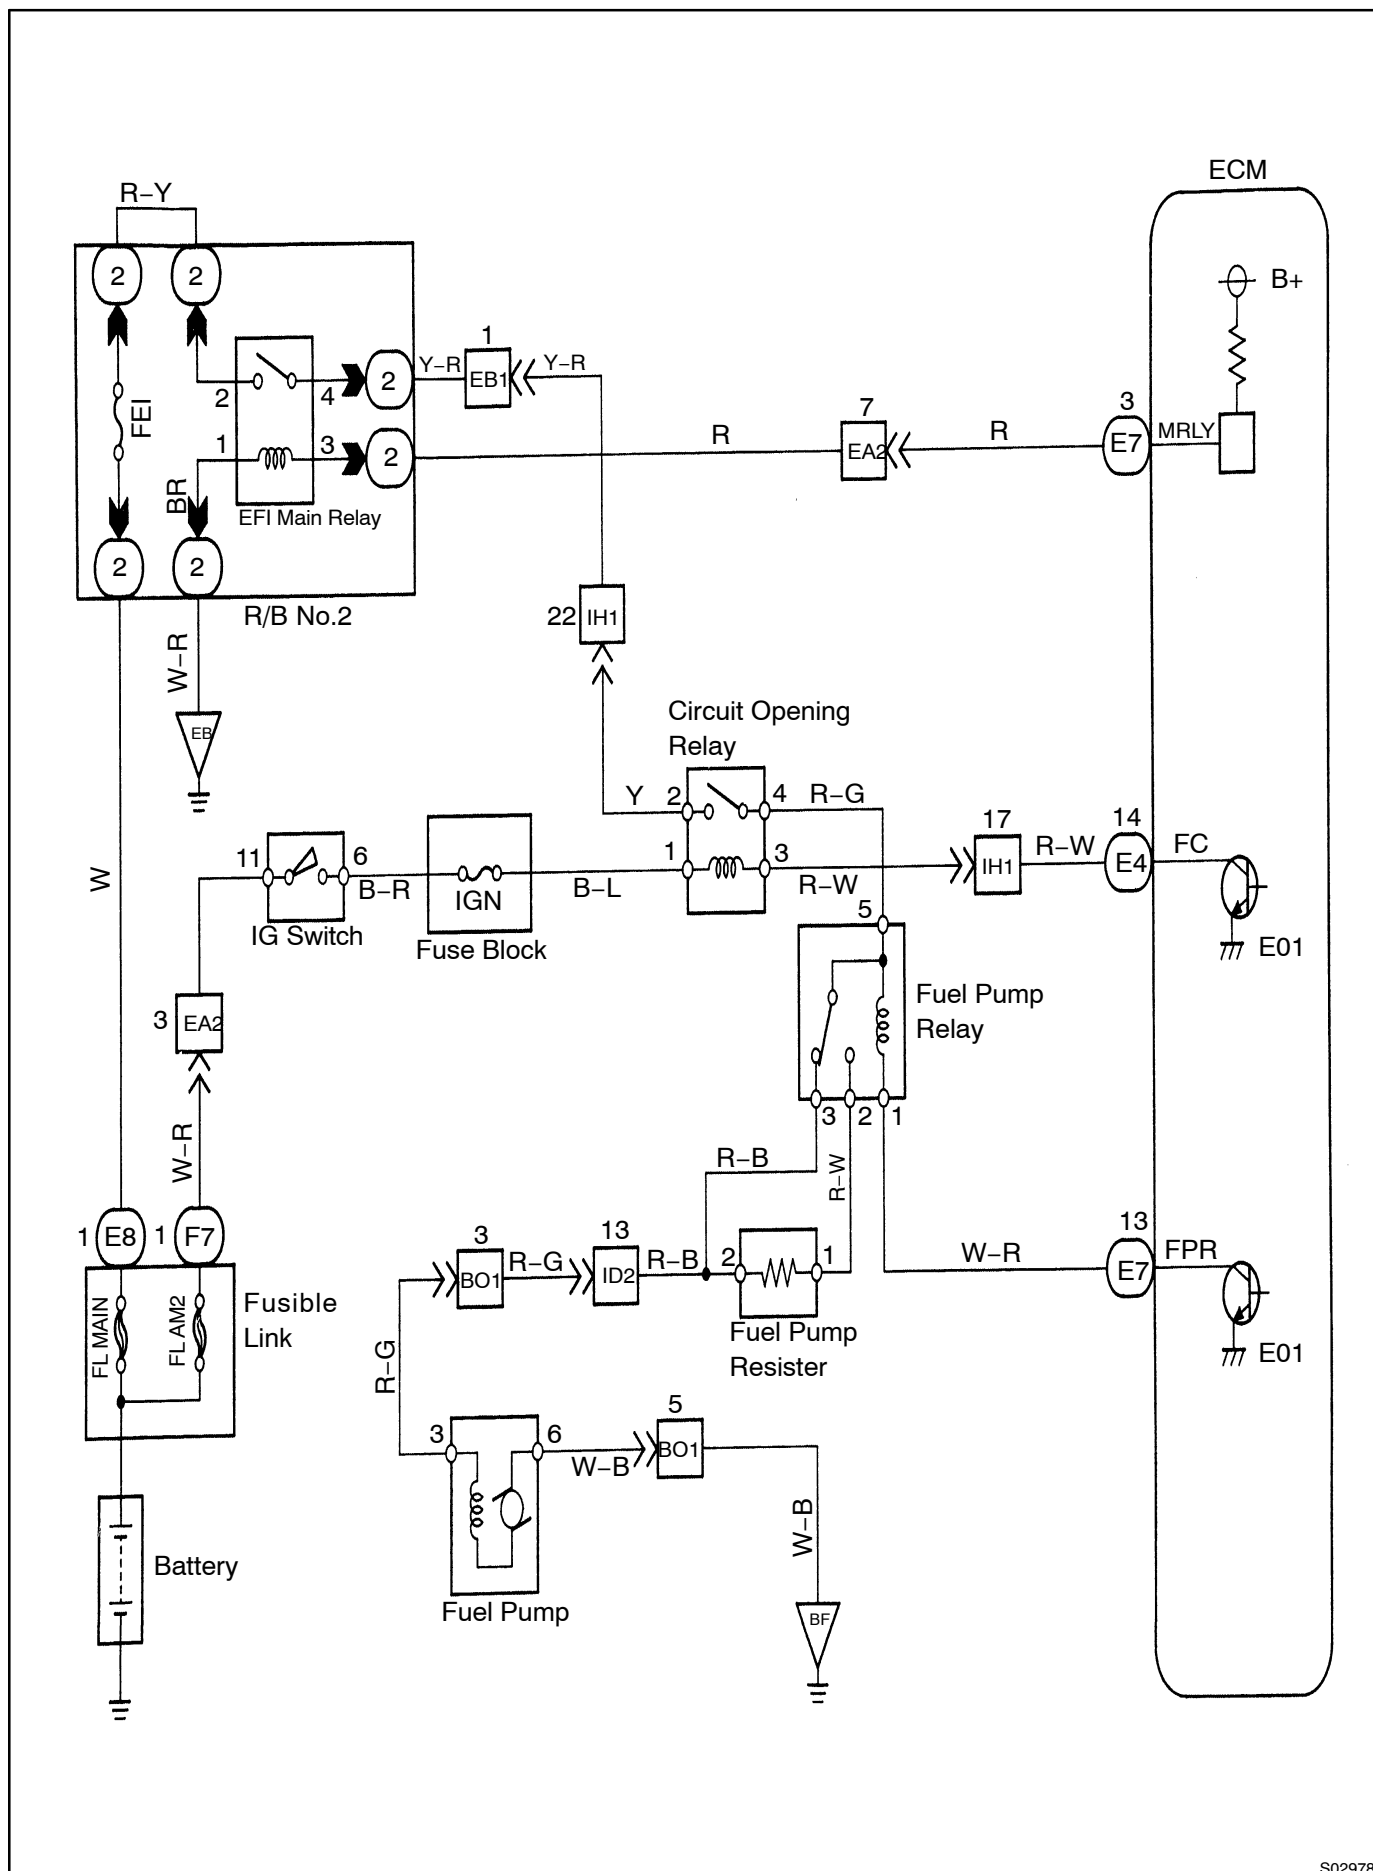 ECM
R–Y
2
2
B+
1
3
2
4
2
Y–R
EB1
Y–R
7
FEI
1
3
2
R
EA2
R
E7
MRLY
BR
EFI Main Relay
2
2
R/B No.2
22
IH1
W–R
EB
Circuit Opening
Relay
Y
2
4
R–G
17
14
11
6
1
3
R–W
IH1
R–W
E4
FC
W
B–R
IGN
B–L
IG Switch
Fuse Block
5
E01
Fuel Pump
Relay
3
EA2
3
2
1
W–R
R–B
R–W
1
E8
1
F7
3
13
13
BO1
R–G
ID2
R–B
2
1
W–R
E7
FPR
FL MAIN
FL AM2
Fusible
Link
Fuel Pump
Resister
E01
R–G
3
6
5
W–B
BO1
W–B
Battery
Fuel Pump
BF
S02978